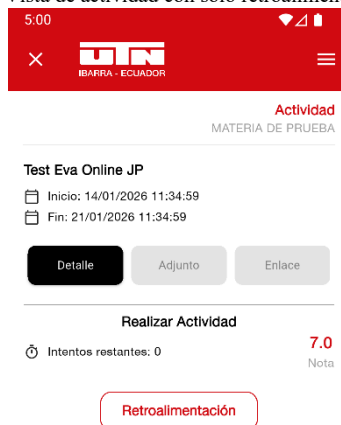 Vista de actividad con solo retroalimen
5:00
UTN
IBARRA - ECUADOR
Actividad
MATERIA DE PRUEBA
Test Eva Online JP
Inicio: 14/01/2026 11:34:59
Fin: 21/01/2026 11:34:59
Detalle
Adjunto
Enlace
Realizar Actividad
Intentos restantes: 0
7.0
Nota
Retroalimentación